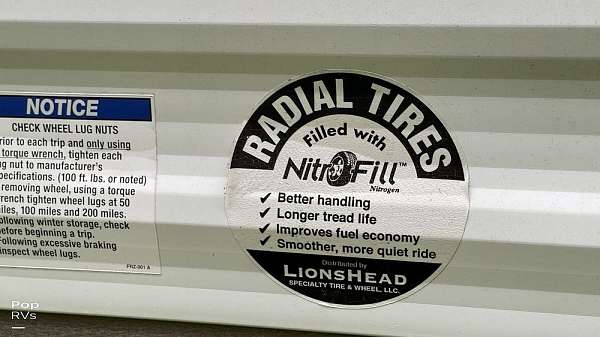 NOTICE
CHECK WHEEL LUG NUTS
rior to each trip and only using
torque wrench, tighten each
g nut to manufacturer's
pecifications. (100 ft. lbs. or noted)
removing wheel, using a torque
rench tighten wheel lugs at 50
iles, 100 miles and 200 miles.
ollowing winter storage, check
efore beginning a trip.
ollowing excessive braking
inspect wheel lugs.
FRZ-001 A
RADIAL TIRES
Filled with
NitroFill™
Nitrogen
✓ Better handling
✓ Longer tread life
✓ Improves fuel economy
✓ Smoother, more quiet ride
Distributed by
LIONSHEAD
SPECIALTY TIRE & WHEEL, LLC.
Pop
RVs